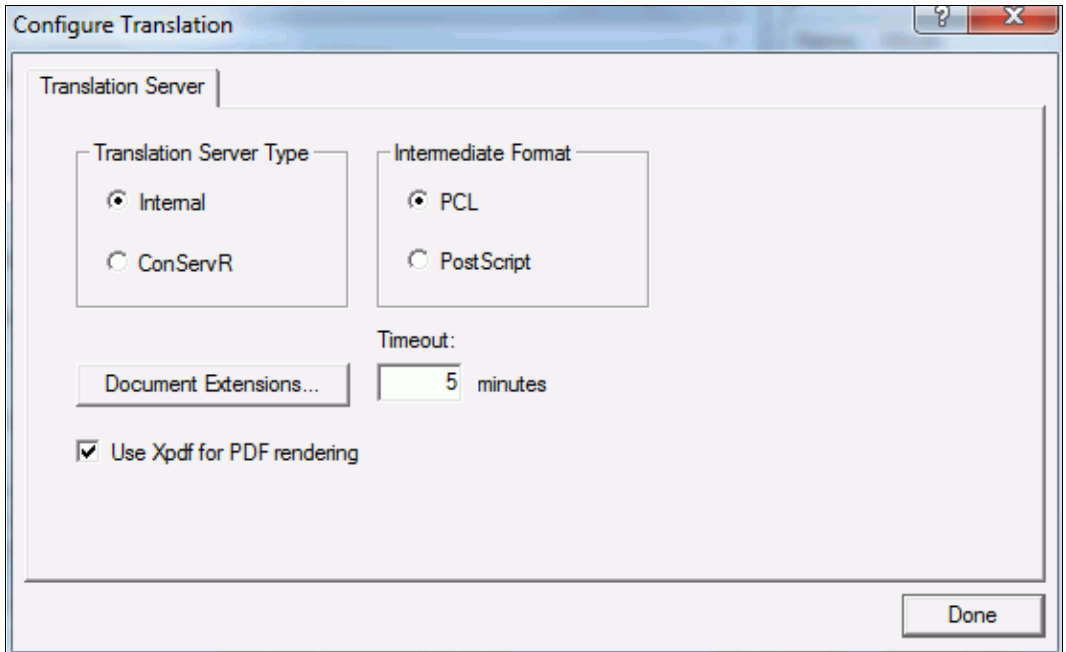 Configure Translation
? X
Translation Server
Translation Server Type
Intermediate Format
Internal
PCL
ConServR
PostScript
Timeout:
Document Extensions...
5 minutes
Use Xpdf for PDF rendering
Done